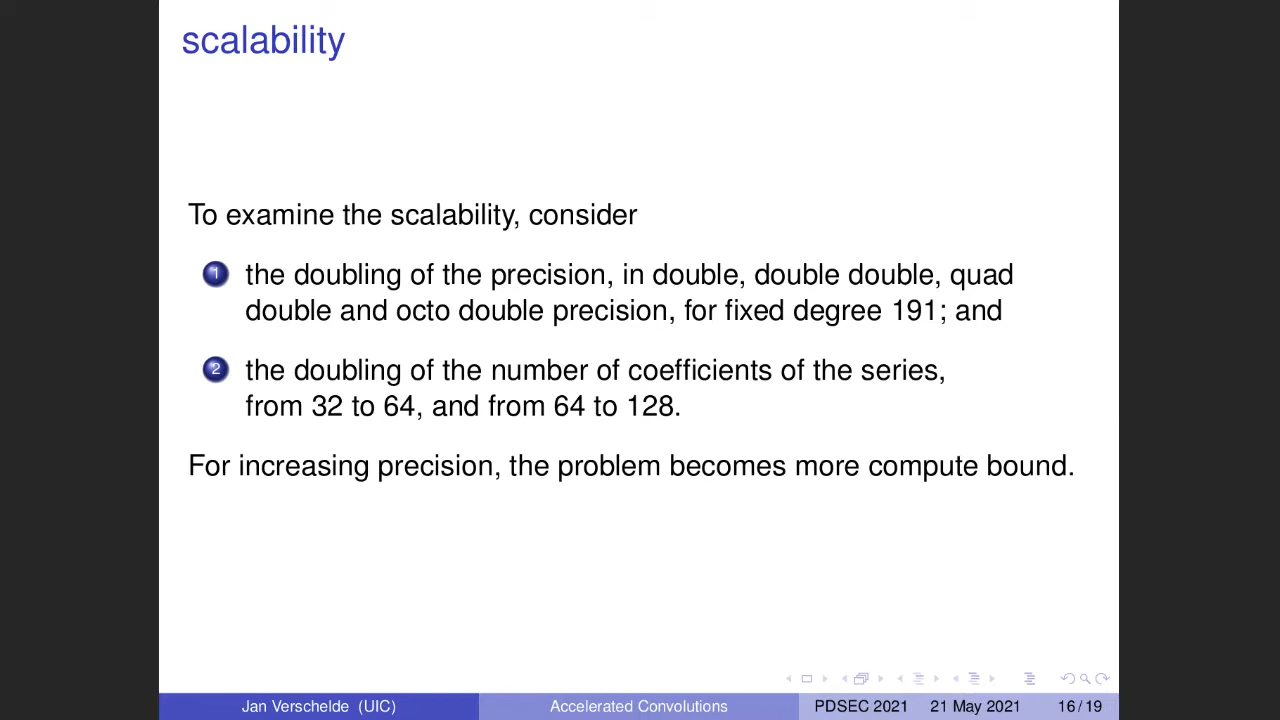 scalability
To examine the scalability, consider
1 the doubling of the precision, in double, double double, quad
double and octo double precision, for fixed degree 191; and
2 the doubling of the number of coefficients of the series,
from 32 to 64, and from 64 to 128.
For increasing precision, the problem becomes more compute bound.
Jan Verschelde (UIC) Accelerated Convolutions PDSEC 2021 21 May 2021 16 / 19